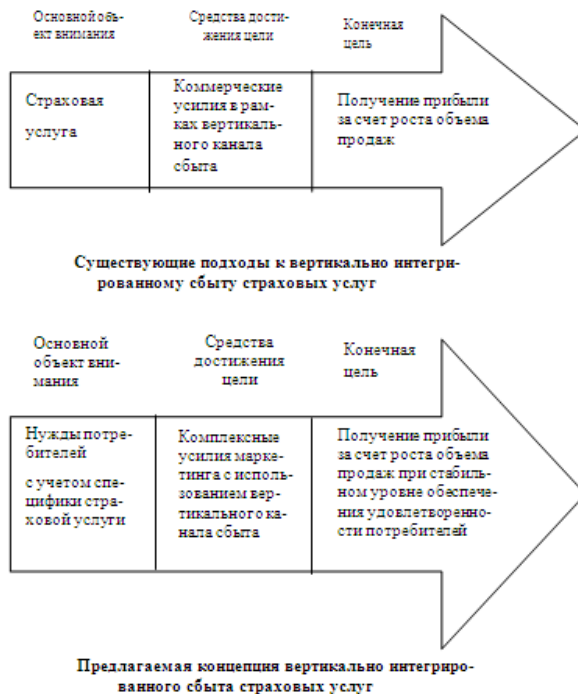 Основной объ-
ект внимания
Средства дости-
жения цели
Конечная
цель
Страховая
услуга
Коммерческие
усилия в рам-
ках вертикаль-
ного канала
сбыта
Получение прибыли
за счет роста объема
продаж
Существующие подходы к вертикально интегри-
рованному сбыту страховых услуг
Основной
объект вни-
мания
Средства
достижения
цели
Конечная
цель
Нужды потре-
бителей
с учетом спе-
цифики стра-
ховой услуги
Комплексные
усилия марке-
тинга с исполь-
зованием вер-
тикального ка-
нала сбыта
Получение прибыли
за счет роста объема
продаж при стабиль-
ном уровне обеспече-
ния удовлетворенно-
сти потребителей
Предлагаемая концепция вертикально интегриро-
ванного сбыта страховых услуг